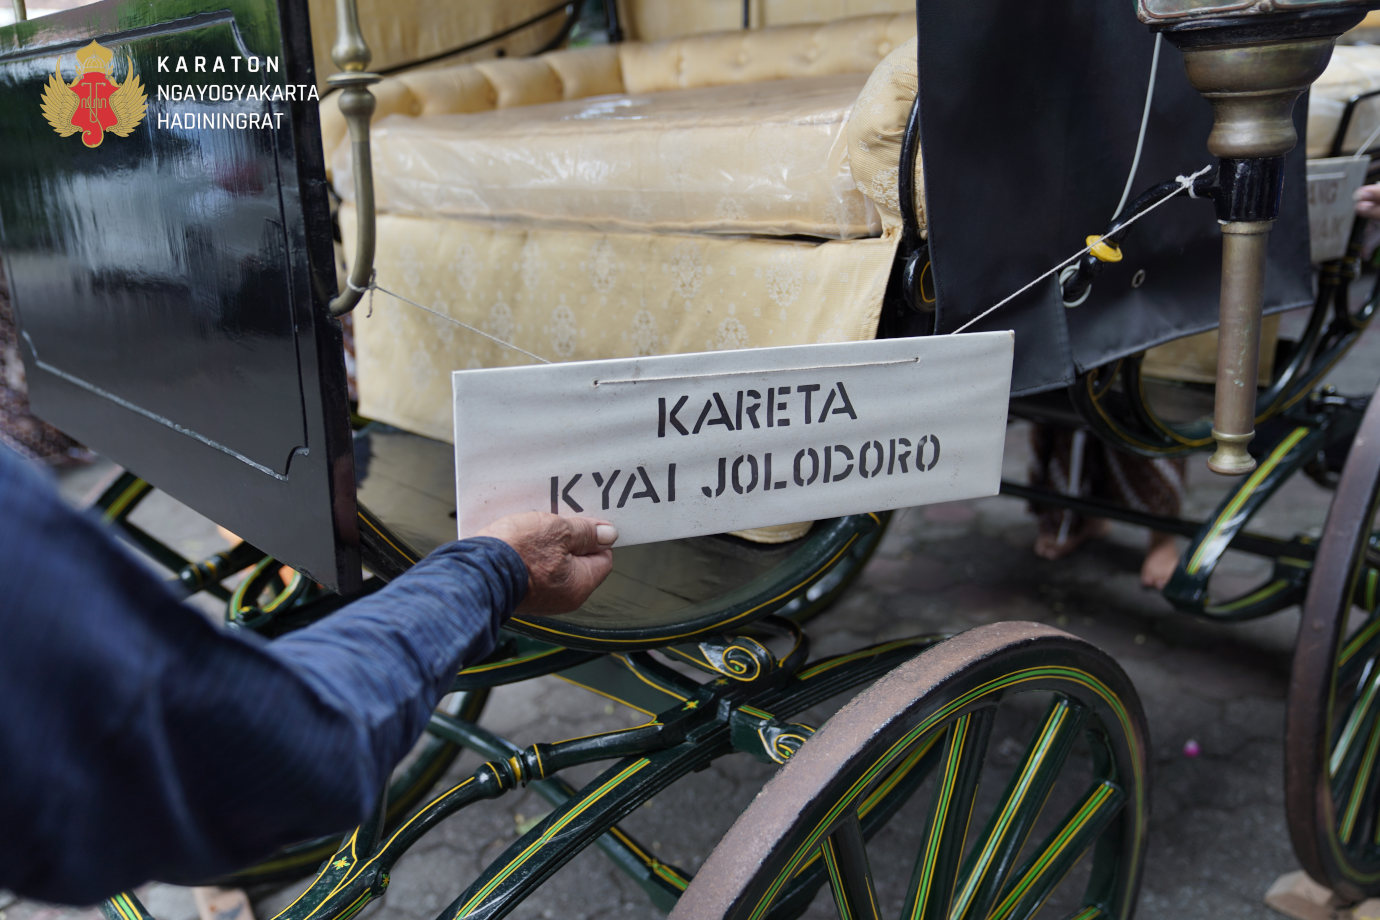 KARATON
NGAYOGYAKARTA
HADININGRAT
KARETA
KYAI JOLODORO